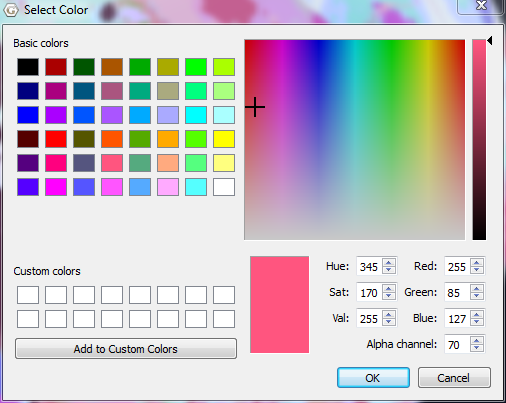 Select Color
Basic colors
Custom colors
Add to Custom Colors
Hue: 345 Red: 255
Sat: 170 Green: 85
Val: 255 Blue: 127
Alpha channel: 70
OK Cancel